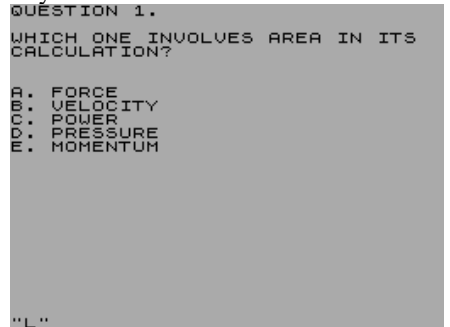 QUESTION 1.
WHICH ONE INVOLVES AREA IN ITS
CALCULATION?
A. FORCE
B. VELOCITY
C. POWER
D. PRESSURE
E. MOMENTUM
"L"